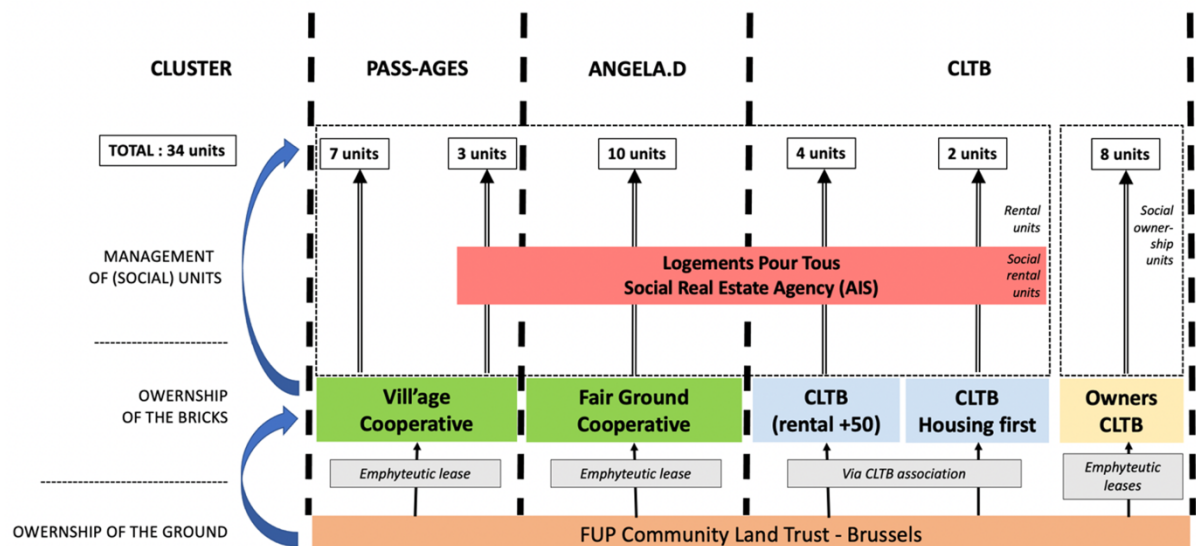 CLUSTER
PASS-AGES
ANGELA.D
CLTB
TOTAL : 34 units
7 units
3 units
10 units
4 units
2 units
8 units
Rental
units
Social
owner-
ship
units
MANAGEMENT
OF (SOCIAL) UNITS
Logements Pour Tous
Social Real Estate Agency (AIS)
Social
rental
units
OWERNSHIP
OF THE BRICKS
Vill'age
Cooperative
Fair Ground
Cooperative
CLTB
(rental +50)
CLTB
Housing first
Owners
CLTB
Emphyteutic lease
Emphyteutic lease
Via CLTB association
Emphyteutic
leases
OWERNSHIP OF THE GROUND
FUP Community Land Trust - Brussels